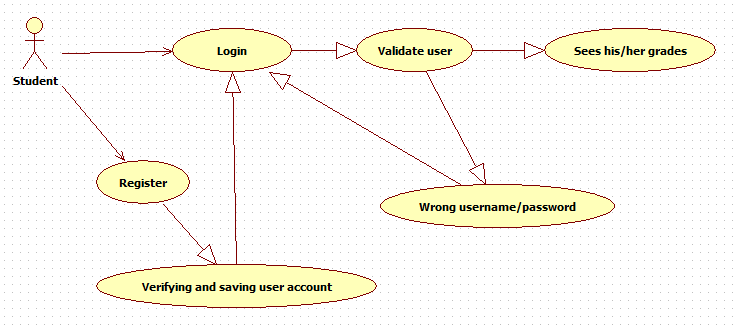 Login
Validate user
Sees his/her grades
Student
Register
Wrong username/password
Verifying and saving user account